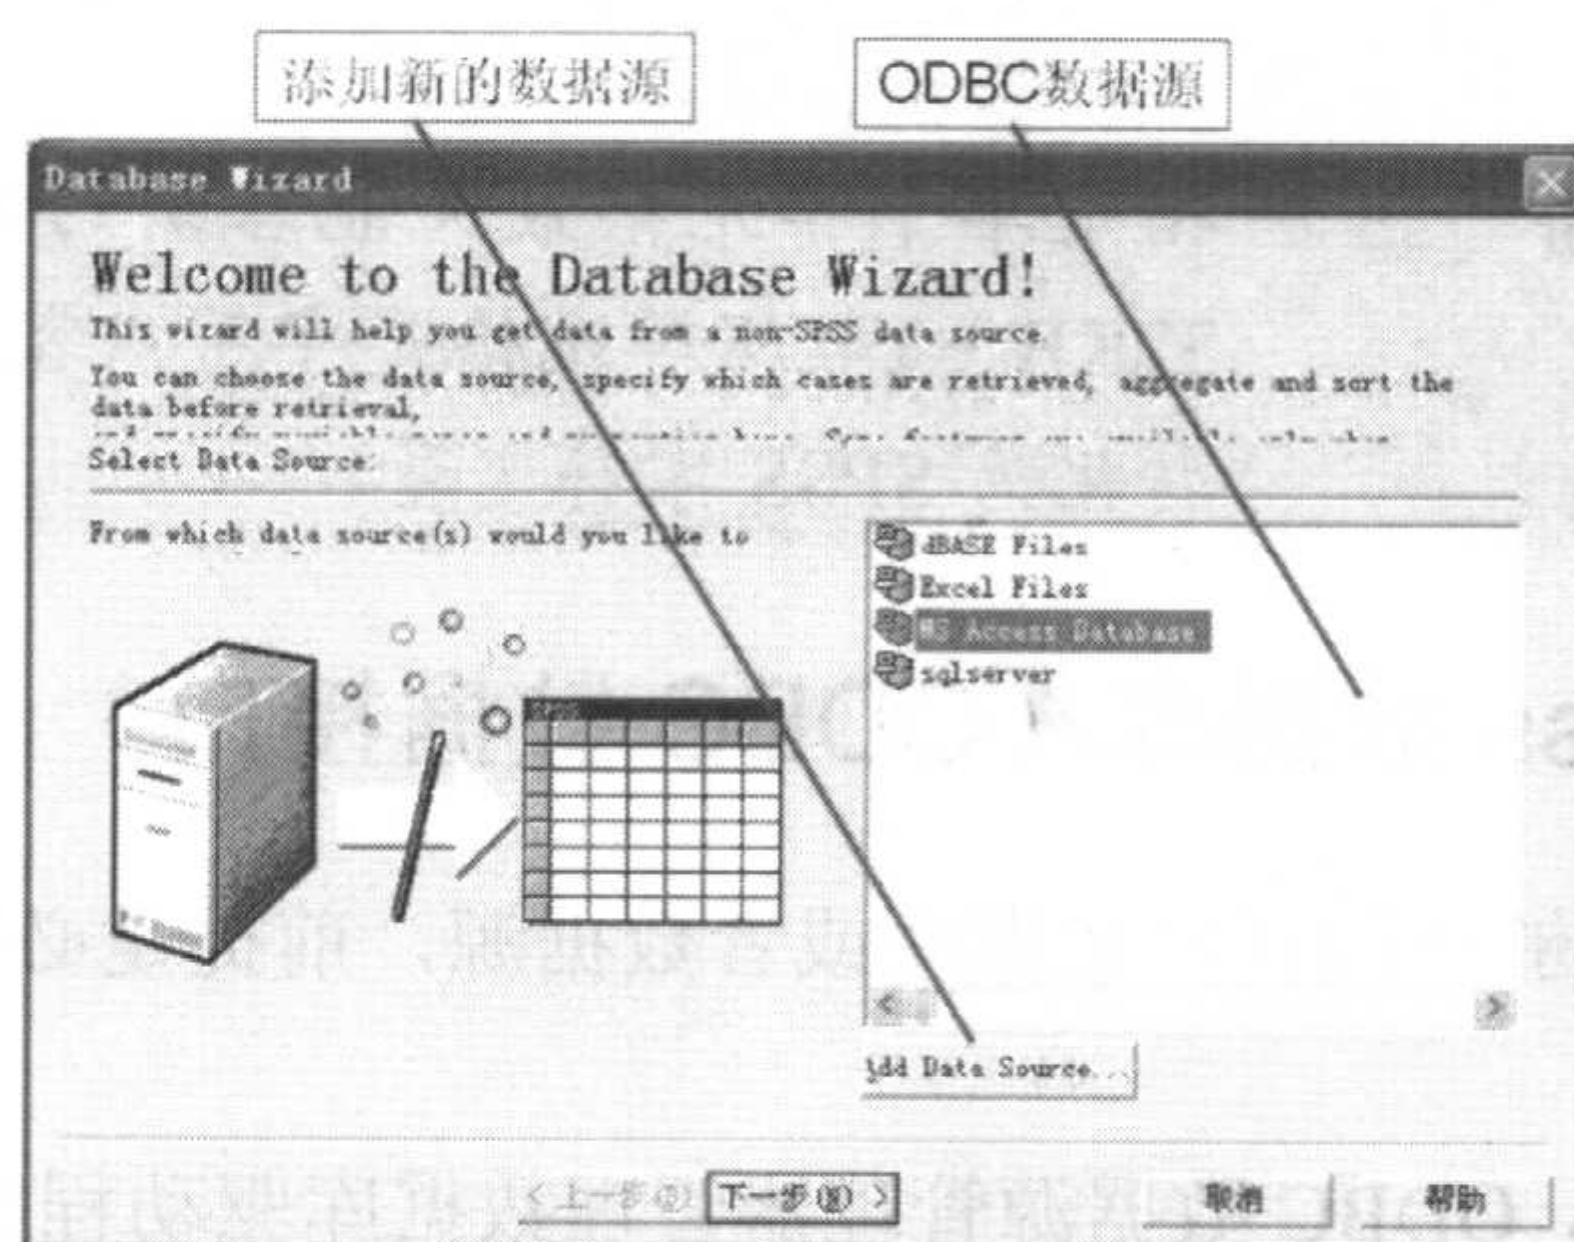 添加新的数据源
ODBC数据源
Database Wizard
Welcome to the Database Wizard!
This wizard will help you get data from a non-SPSS data source.
You can choose the data source, specify which cases are retrieved, aggregate and sort the
data before retrieval,
Select Data Source:
From which data source(s) would you like to
dBASE Files
Excel Files
MS Access Database
sqlserver
SPSS
Add Data Source...
< 上一步(B)
下一步(N) >
取消
帮助